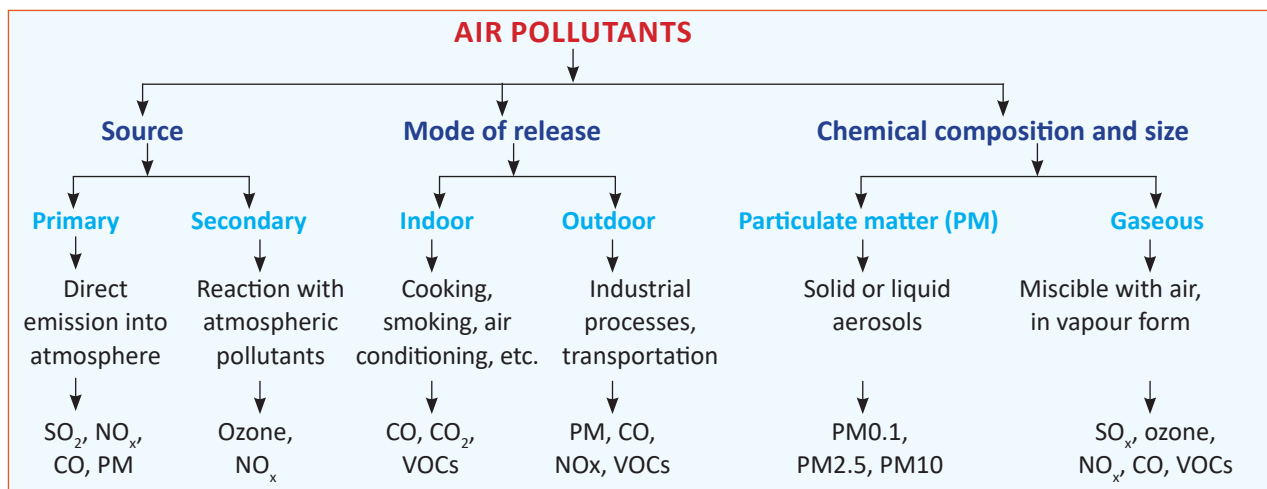 AIR POLLUTANTS
Source
Mode of release
Chemical composition and size
Primary
Secondary
Indoor
Outdoor
Particulate matter (PM)
Gaseous
Direct
emission into
atmosphere
Reaction with
atmospheric
pollutants
Cooking,
smoking, air
conditioning, etc.
Industrial
processes,
transportation
Solid or liquid
aerosols
Miscible with air,
in vapour form
SO₂, NOₓ,
CO, PM
Ozone,
NOₓ
CO, CO₂,
VOCs
PM, CO,
NOx, VOCs
PM0.1,
PM2.5, PM10
SOₓ, ozone,
NOₓ, CO, VOCs